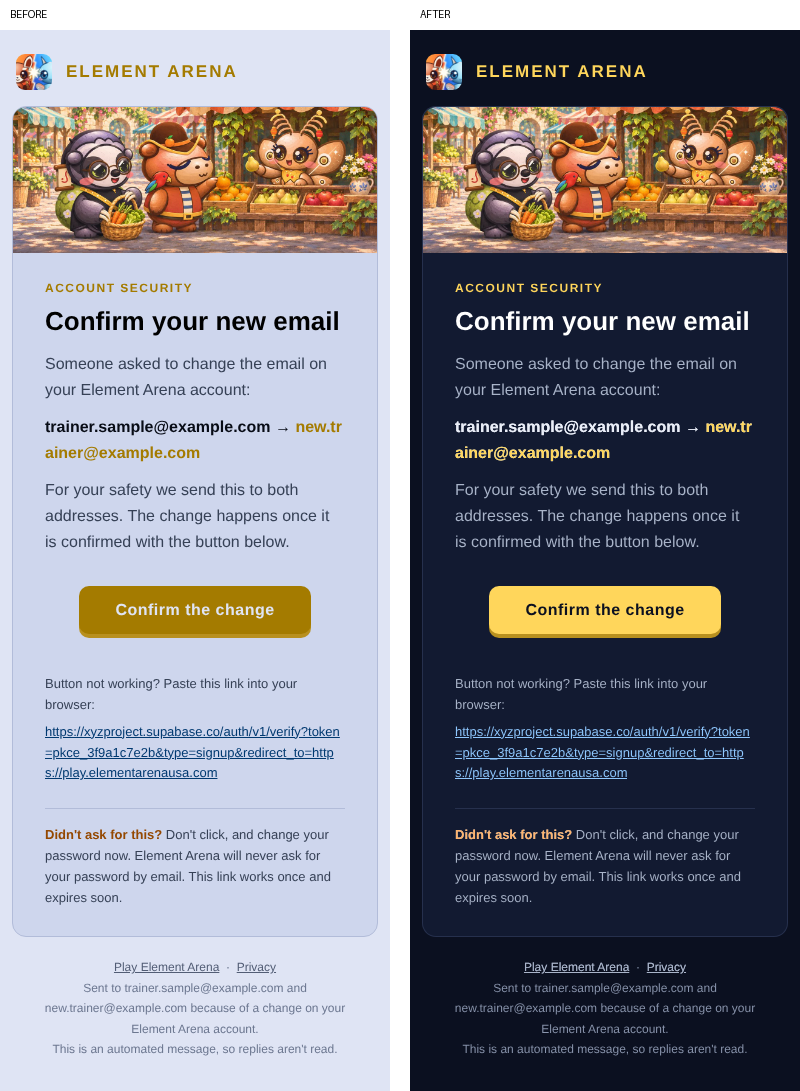 BEFORE
ELEMENT ARENA
ACCOUNT SECURITY
Confirm your new email
Someone asked to change the email on
your Element Arena account:
trainer.sample@example.com → new.tr
ainer@example.com
For your safety we send this to both
addresses. The change happens once it
is confirmed with the button below.
Confirm the change
Button not working? Paste this link into your
browser:
https://xyzproject.supabase.co/auth/v1/verify?token
=pkce_3f9a1c7e2b&type=signup&redirect_to=http
s://play.elementarenausa.com
Didn't ask for this? Don't click, and change your
password now. Element Arena will never ask for
your password by email. This link works once and
expires soon.
Play Element Arena · Privacy
Sent to trainer.sample@example.com and
new.trainer@example.com because of a change on your
Element Arena account.
This is an automated message, so replies aren't read.
AFTER
ELEMENT ARENA
ACCOUNT SECURITY
Confirm your new email
Someone asked to change the email on
your Element Arena account:
trainer.sample@example.com → new.tr
ainer@example.com
For your safety we send this to both
addresses. The change happens once it
is confirmed with the button below.
Confirm the change
Button not working? Paste this link into your
browser:
https://xyzproject.supabase.co/auth/v1/verify?token
=pkce_3f9a1c7e2b&type=signup&redirect_to=http
s://play.elementarenausa.com
Didn't ask for this? Don't click, and change your
password now. Element Arena will never ask for
your password by email. This link works once and
expires soon.
Play Element Arena · Privacy
Sent to trainer.sample@example.com and
new.trainer@example.com because of a change on your
Element Arena account.
This is an automated message, so replies aren't read.